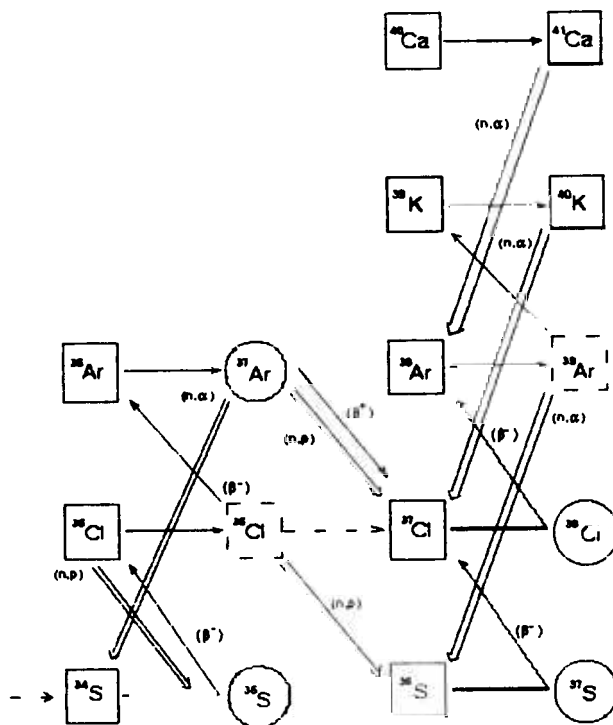 ⁴⁰Ca ⁴¹Ca
(n,α)
³⁹K ⁴⁰K
(n,α)
³⁶Ar ³⁷Ar ³⁸Ar ³⁹Ar
(n,α) (β⁺) (n,α)
(n,p) (β⁻)
(β⁻)
³⁵Cl ³⁶Cl ³⁷Cl ³⁸Cl
(n,p) (n,p)
(β⁻) (β⁻)
³⁴S ³⁵S ³⁶S ³⁷S